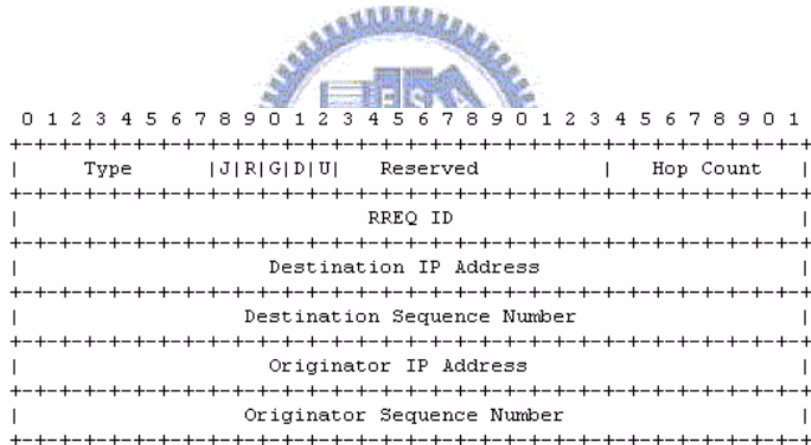 0 1 2 3 4 5 6 7 8 9 0 1 2 3 4 5 6 7 8 9 0 1 2 3 4 5 6 7 8 9 0 1
+-+-+-+-+-+-+-+-+-+-+-+-+-+-+-+-+-+-+-+-+-+-+-+-+-+-+-+-+-+-+-+-+
| Type |J|R|G|D|U| Reserved | Hop Count |
+-+-+-+-+-+-+-+-+-+-+-+-+-+-+-+-+-+-+-+-+-+-+-+-+-+-+-+-+-+-+-+-+
| RREQ ID |
+-+-+-+-+-+-+-+-+-+-+-+-+-+-+-+-+-+-+-+-+-+-+-+-+-+-+-+-+-+-+-+-+
| Destination IP Address |
+-+-+-+-+-+-+-+-+-+-+-+-+-+-+-+-+-+-+-+-+-+-+-+-+-+-+-+-+-+-+-+-+
| Destination Sequence Number |
+-+-+-+-+-+-+-+-+-+-+-+-+-+-+-+-+-+-+-+-+-+-+-+-+-+-+-+-+-+-+-+-+
| Originator IP Address |
+-+-+-+-+-+-+-+-+-+-+-+-+-+-+-+-+-+-+-+-+-+-+-+-+-+-+-+-+-+-+-+-+
| Originator Sequence Number |
+-+-+-+-+-+-+-+-+-+-+-+-+-+-+-+-+-+-+-+-+-+-+-+-+-+-+-+-+-+-+-+-+